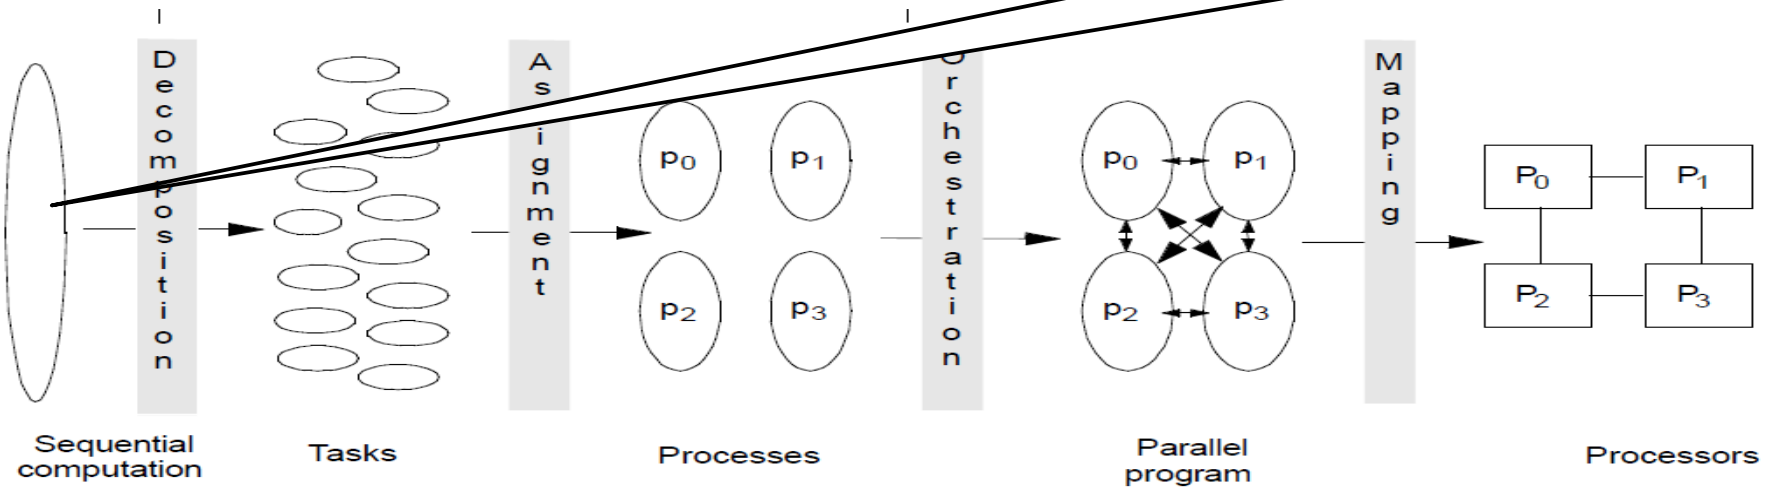 Decomposition
Assignment
Orchestration
Mapping
p0
p1
p2
p3
p0
p1
p2
p3
P0
P1
P2
P3
Sequential
computation
Tasks
Processes
Parallel
program
Processors